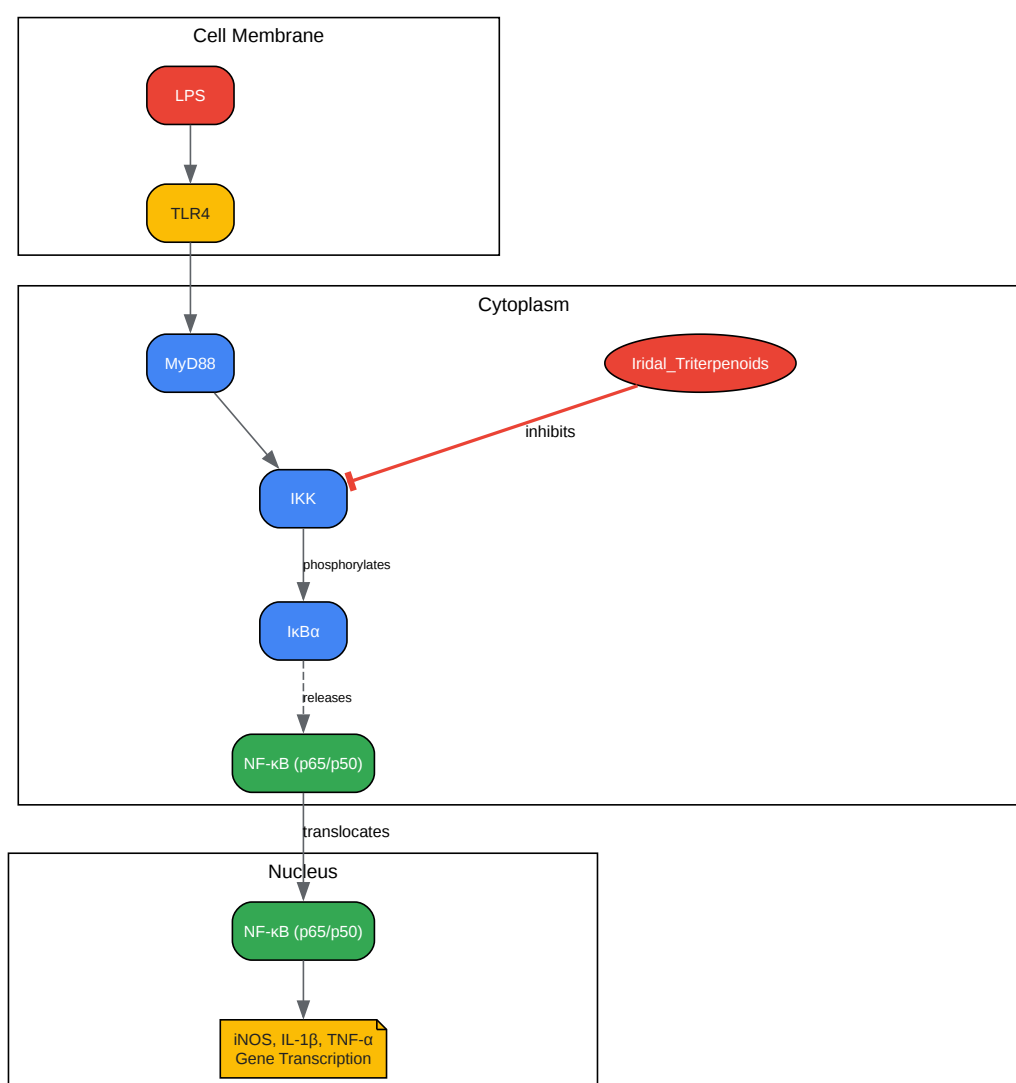 Cell Membrane
LPS
TLR4
Cytoplasm
MyD88
Iridal_Triterpenoids
inhibits
IKK
phosphorylates
IκBα
releases
NF-κB (p65/p50)
translocates
Nucleus
NF-κB (p65/p50)
iNOS, IL-1β, TNF-α
Gene Transcription